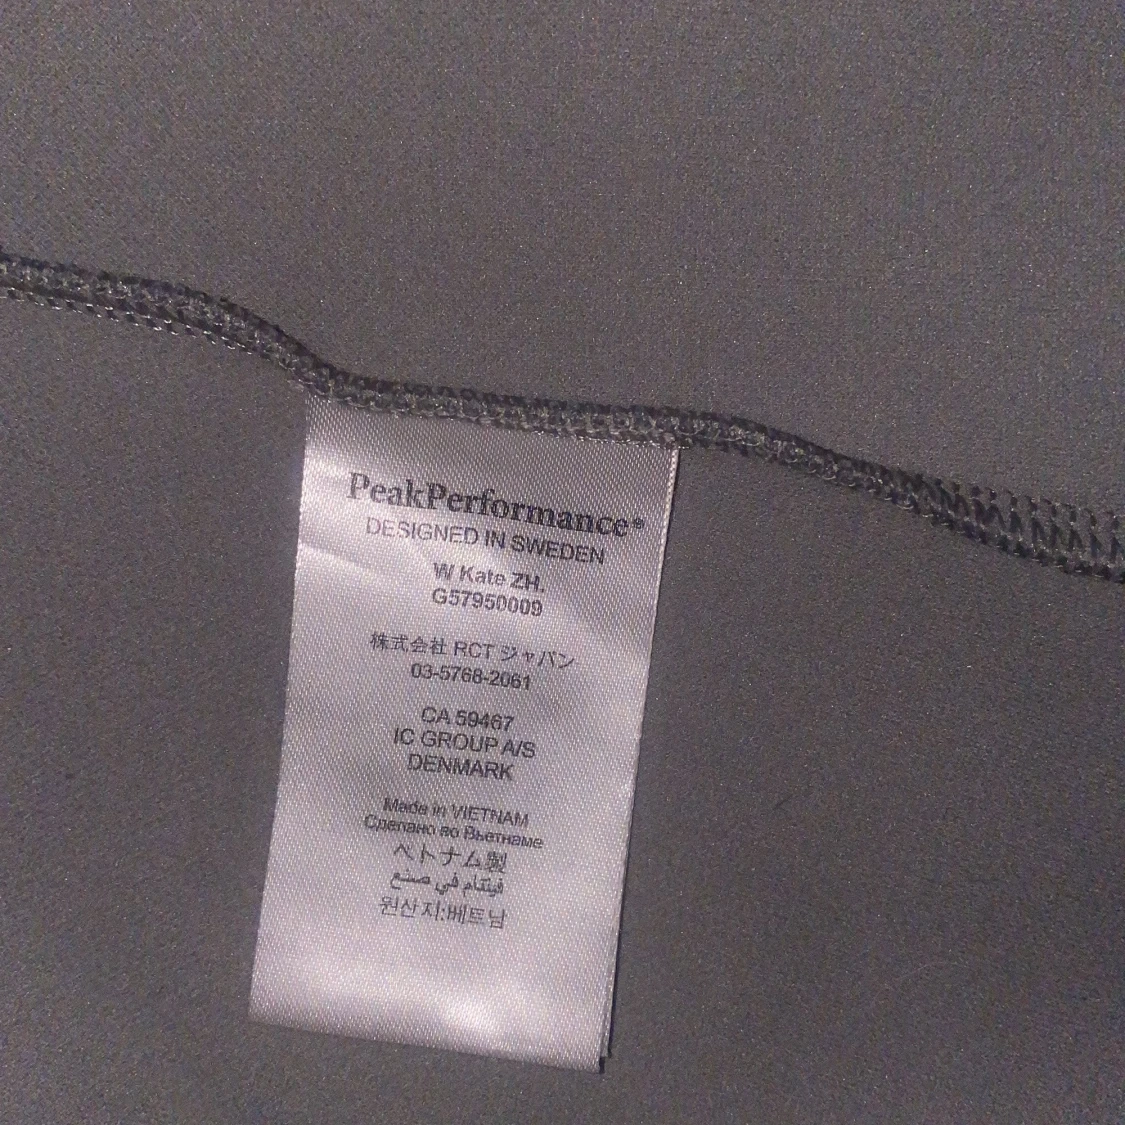 PeakPerformance®
DESIGNED IN SWEDEN
W Kate ZH.
G57950009
株式会社 RCT ジャパン
03-5768-2061
CA 59467
IC GROUP A/S
DENMARK
Made in VIETNAM
Сделано во Вьетнаме
ベトナム製
فيتنام في صنع
원산지:베트남